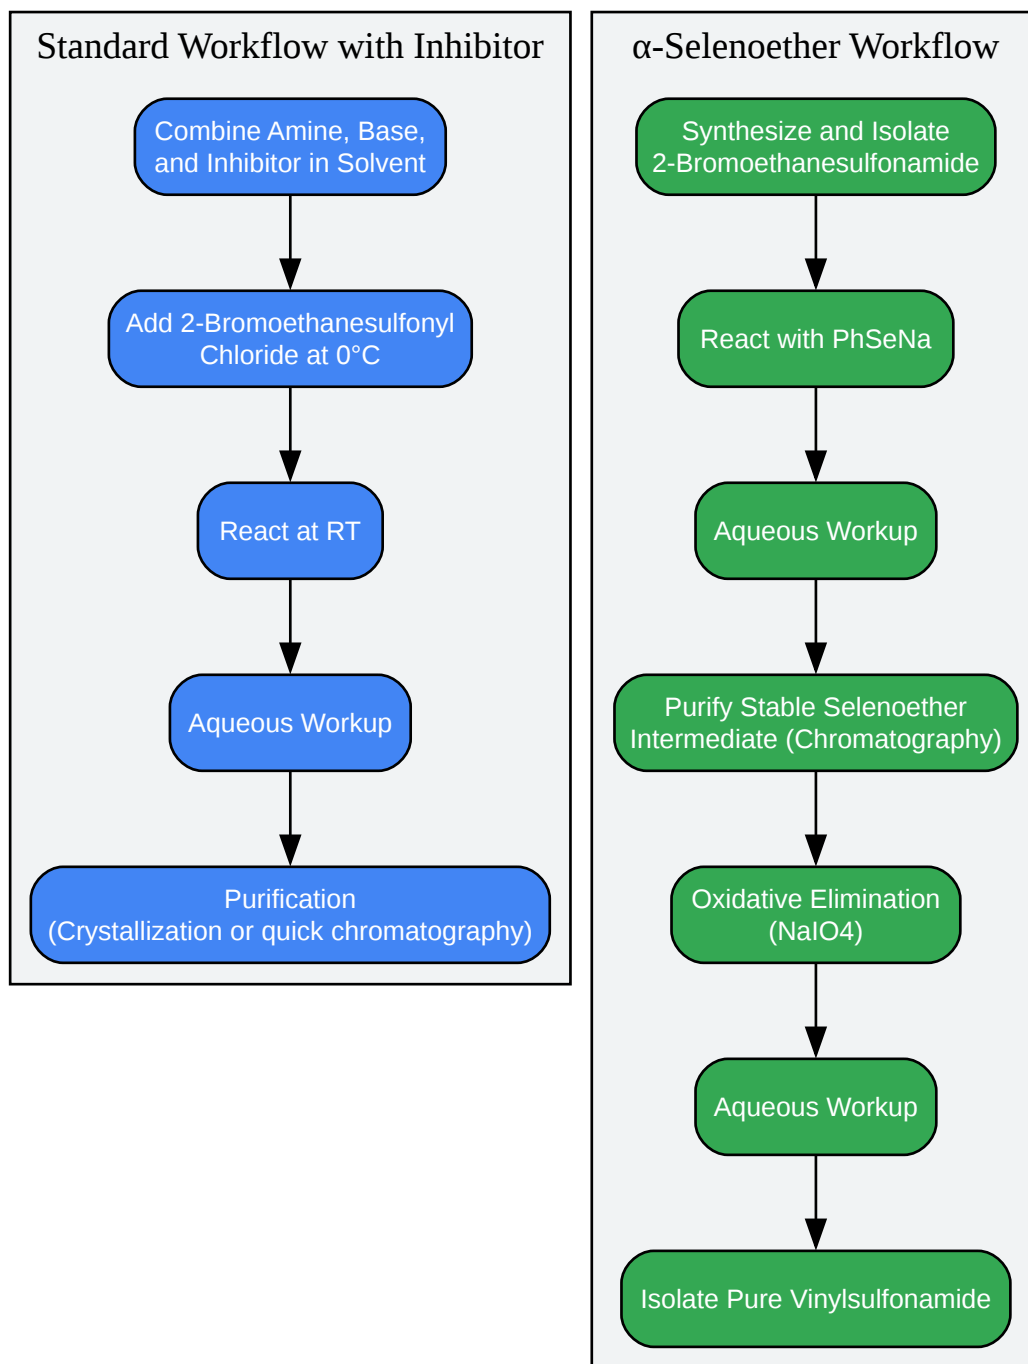 Standard Workflow with Inhibitor
Combine Amine, Base,
and Inhibitor in Solvent
Add 2-Bromoethanesulfonyl
Chloride at 0°C
React at RT
Aqueous Workup
Purification
(Crystallization or quick chromatography)
α-Selenoether Workflow
Synthesize and Isolate
2-Bromoethanesulfonamide
React with PhSeNa
Aqueous Workup
Purify Stable Selenoether
Intermediate (Chromatography)
Oxidative Elimination
(NaIO4)
Aqueous Workup
Isolate Pure Vinylsulfonamide